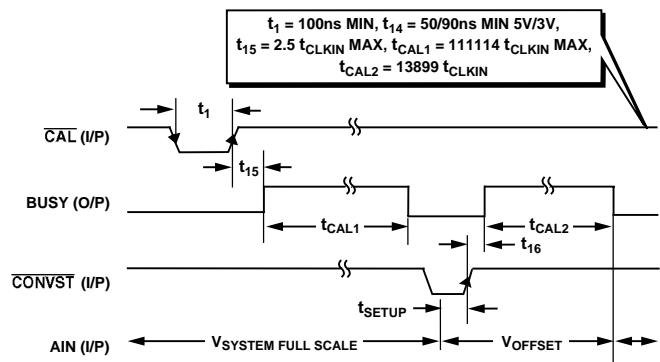 t1 = 100ns MIN, t14 = 50/90ns MIN 5V/3V,
t15 = 2.5 tCLKIN MAX, tCAL1 = 111114 tCLKIN MAX,
tCAL2 = 13899 tCLKIN
t1
CAL (I/P)
t15
BUSY (O/P)
tCAL1
tCAL2
t16
CONVST (I/P)
tSETUP
AIN (I/P)
VSYSTEM FULL SCALE
VOFFSET